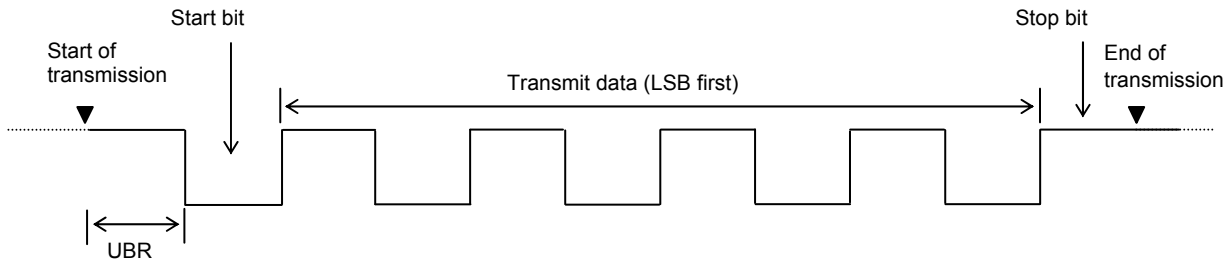 Start bit
Stop bit
Start of
transmission
End of
transmission
Transmit data (LSB first)
UBR